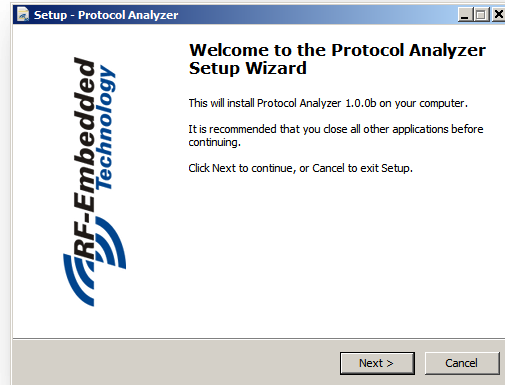 Setup - Protocol Analyzer
RF-Embedded
Technology
Welcome to the Protocol Analyzer
Setup Wizard
This will install Protocol Analyzer 1.0.0b on your computer.
It is recommended that you close all other applications before
continuing.
Click Next to continue, or Cancel to exit Setup.
Next >
Cancel